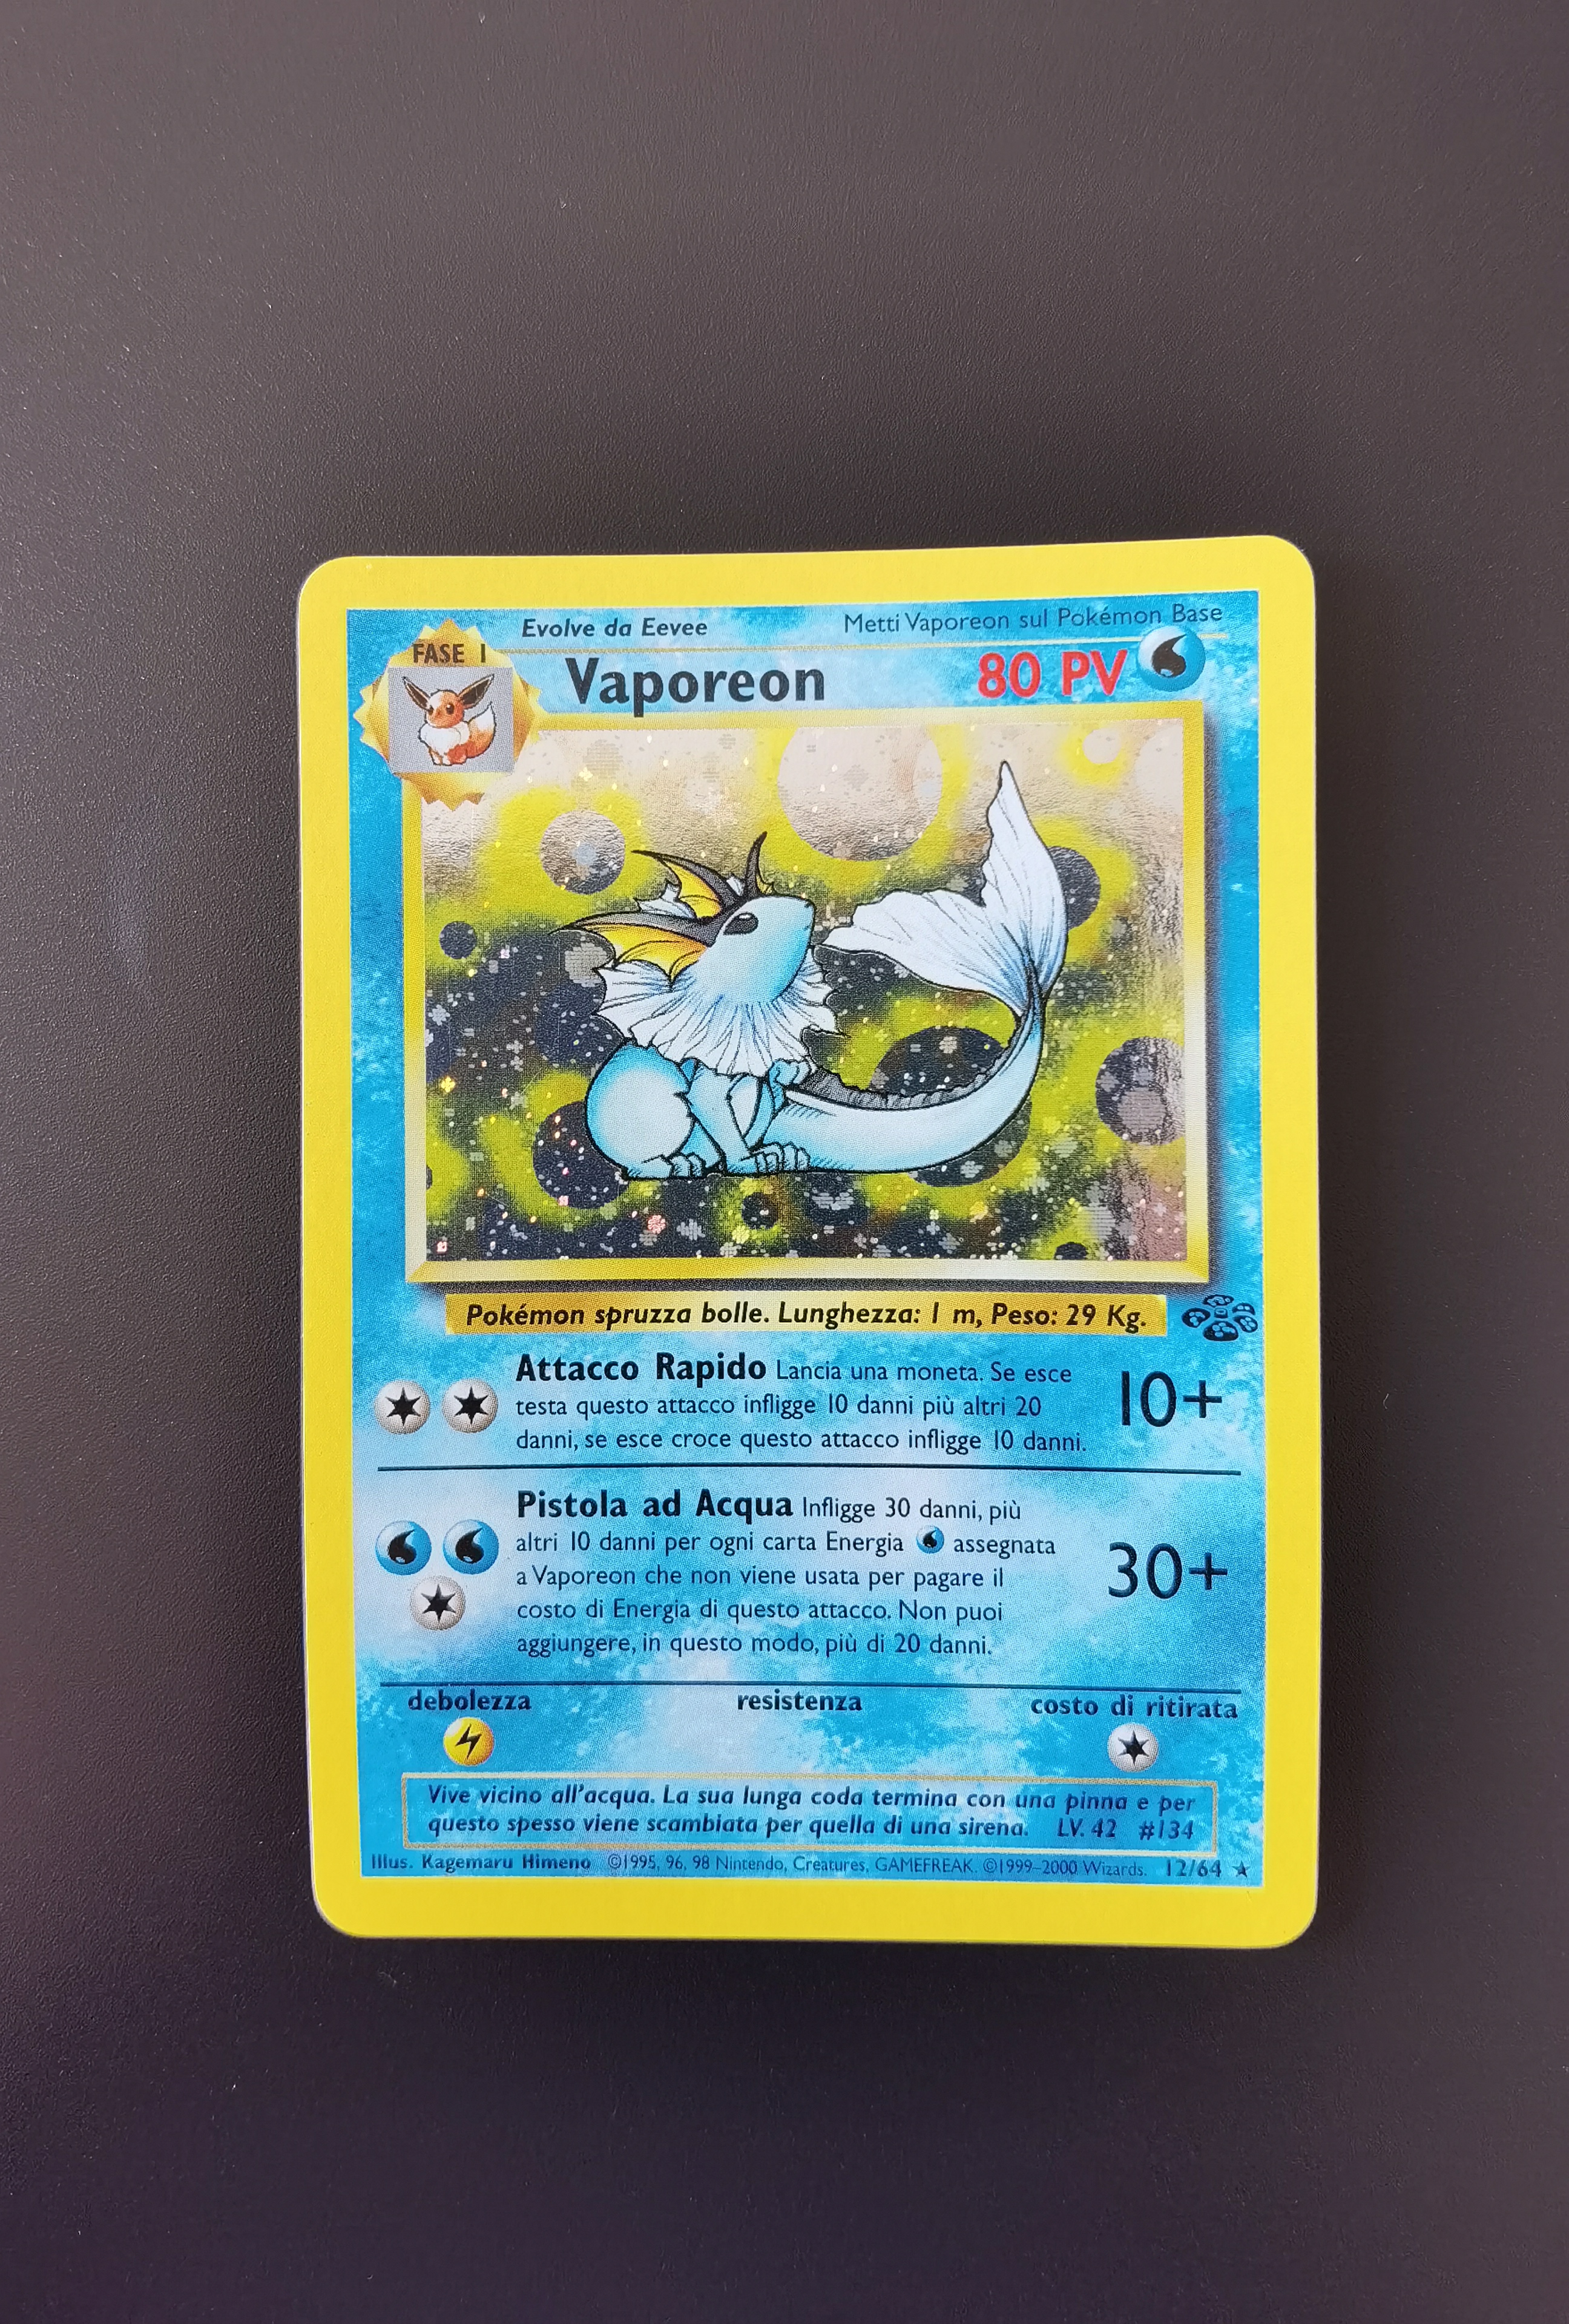 Evolve da Eevee
Metti Vaporeon sul Pokémon Base
FASE 1
Vaporeon
80 PV
Pokémon spruzza bolle. Lunghezza: 1 m, Peso: 29 Kg.
Attacco Rapido Lancia una moneta. Se esce
testa questo attacco infligge 10 danni più altri 20
danni, se esce croce questo attacco infligge 10 danni.
10+
Pistola ad Acqua Infligge 30 danni, più
altri 10 danni per ogni carta Energia assegnata
a Vaporeon che non viene usata per pagare il
costo di Energia di questo attacco. Non puoi
aggiungere, in questo modo, più di 20 danni.
30+
debolezza
resistenza
costo di ritirata
Vive vicino all'acqua. La sua lunga coda termina con una pinna e per
questo spesso viene scambiata per quella di una sirena. LV. 42 #134
Illus. Kagemaru Himeno ©1995, 96, 98 Nintendo, Creatures, GAMEFREAK. ©1999–2000 Wizards. 12/64 ★